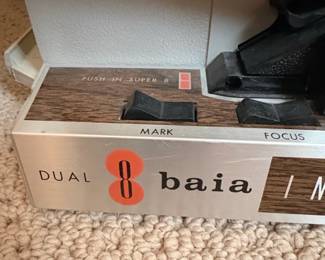 PUSH-IN SUPER 8
MARK
FOCUS
DUAL 8 baia